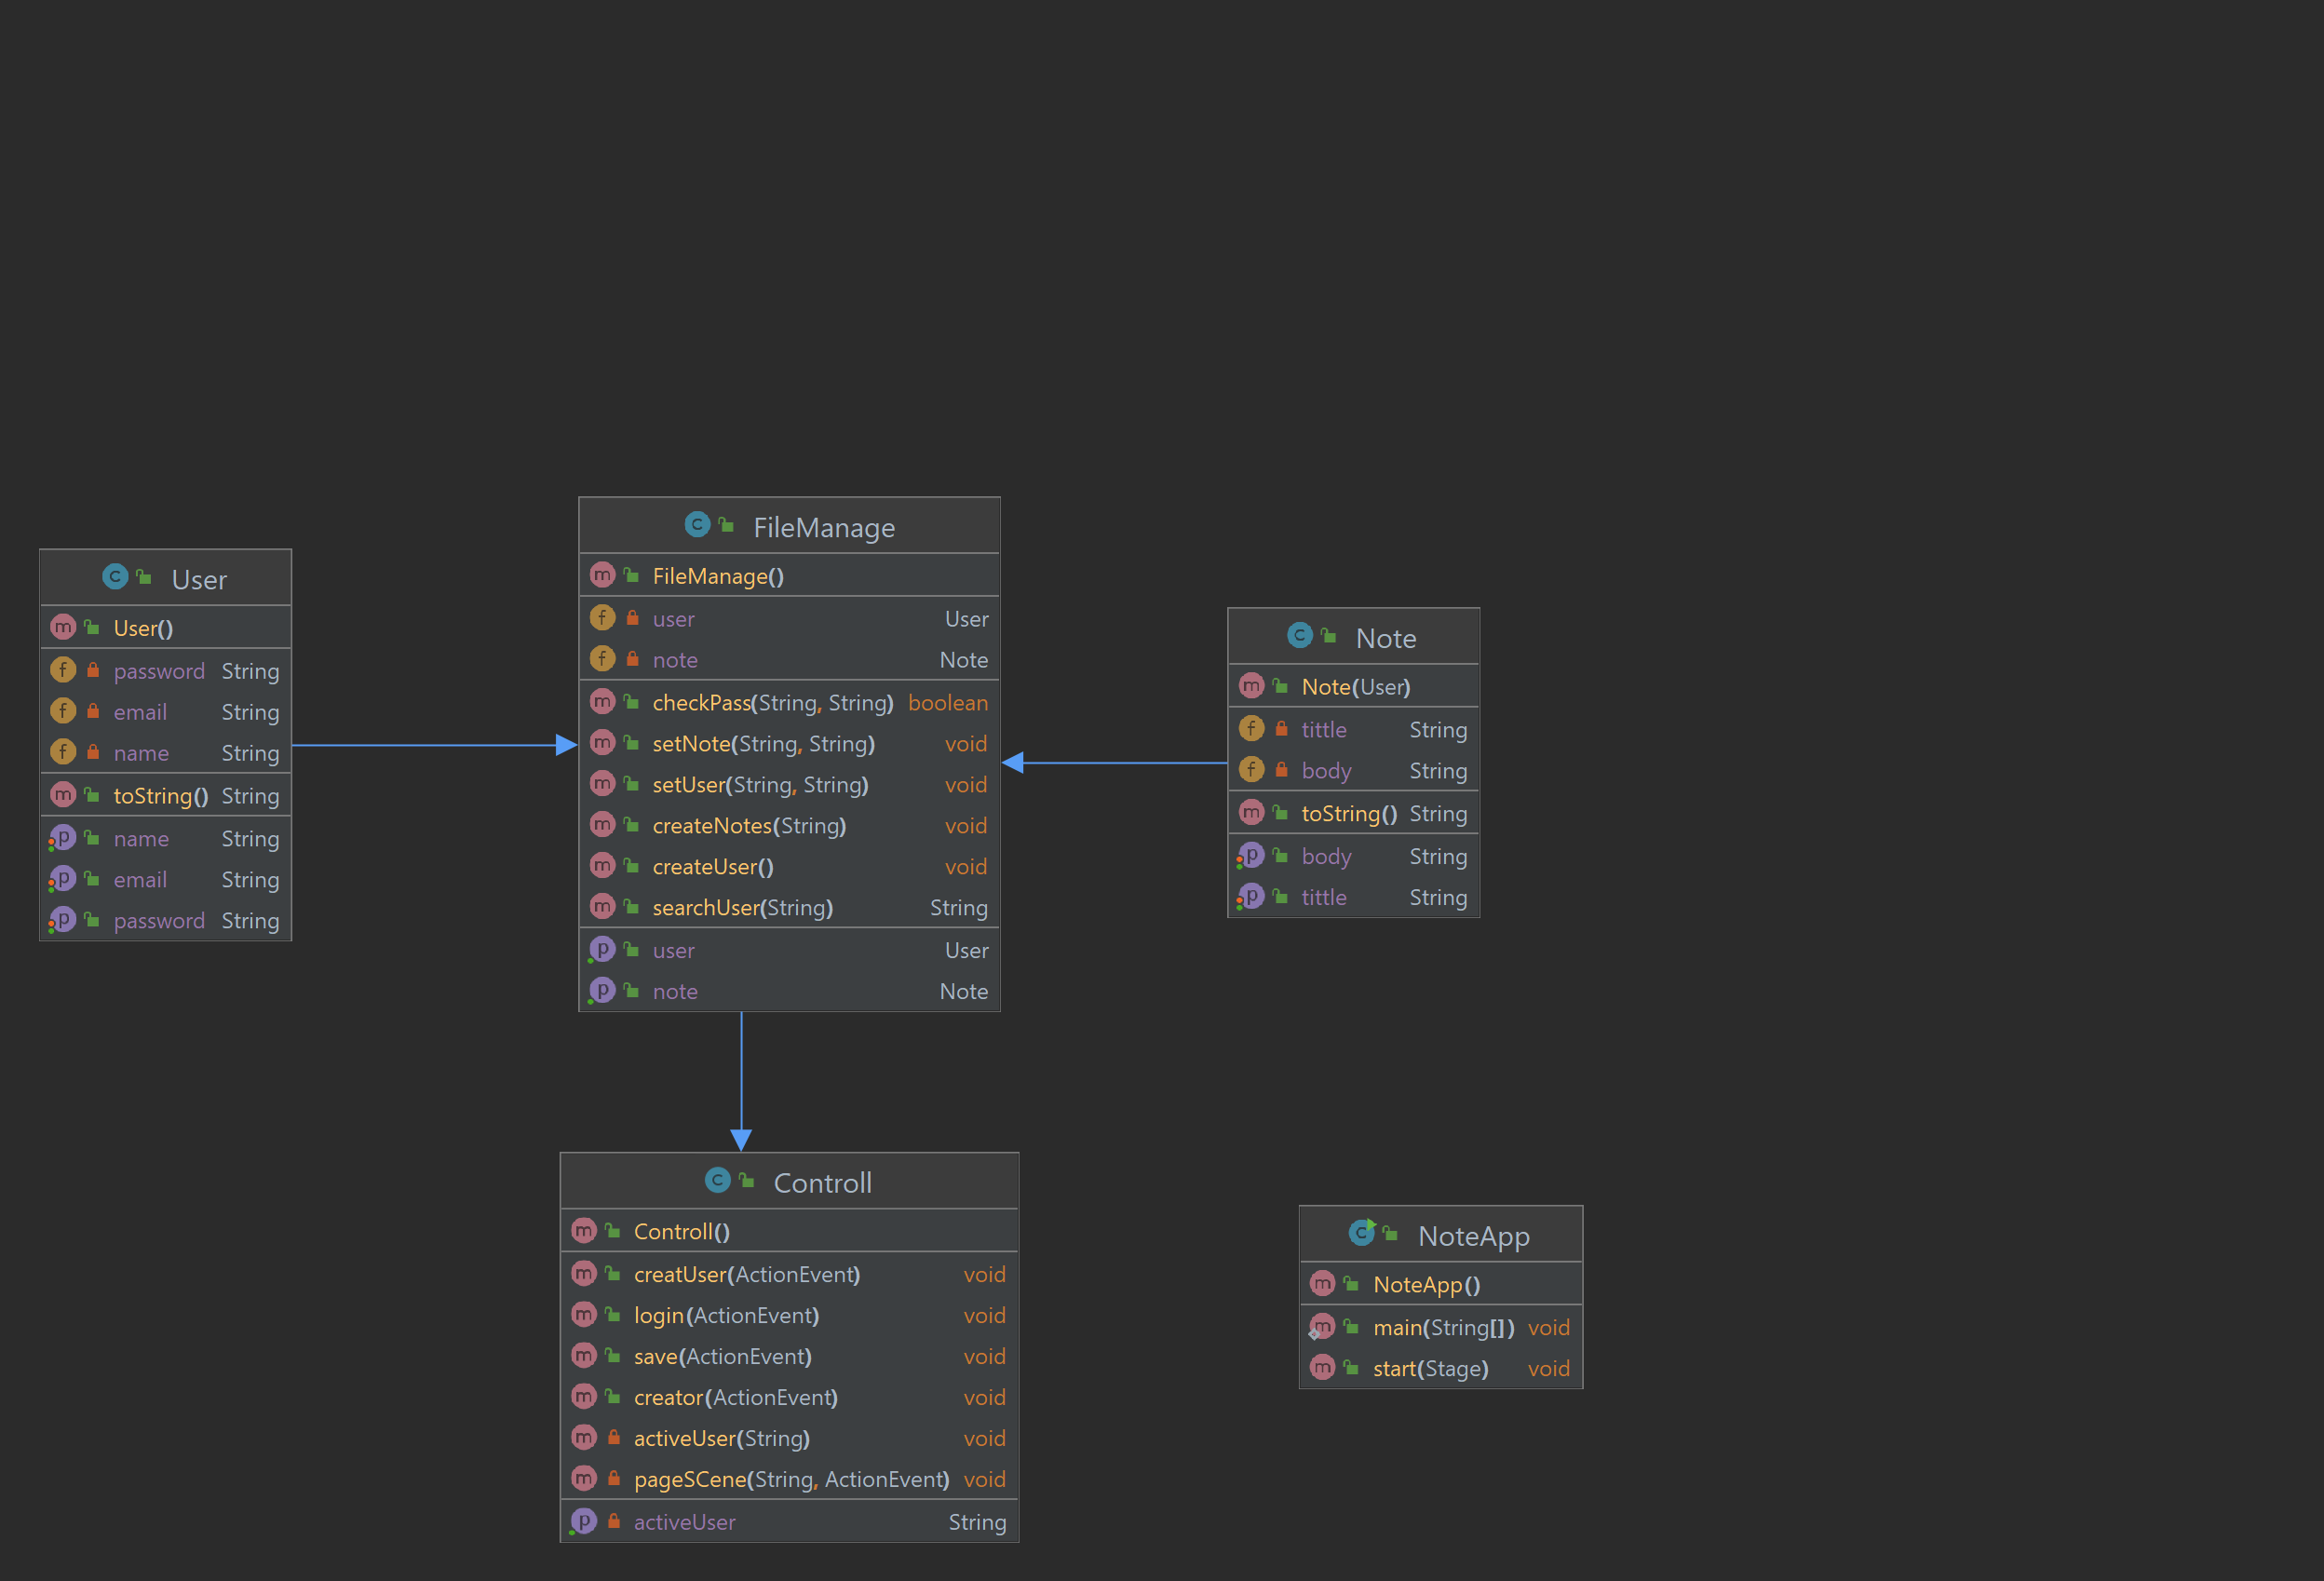 User
User()
password String
email String
name String
toString() String
name String
email String
password String
FileManage
FileManage()
user User
note Note
checkPass(String, String) boolean
setNote(String, String) void
setUser(String, String) void
createNotes(String) void
createUser() void
searchUser(String) String
user User
note Note
Note
Note(User)
tittle String
body String
toString() String
body String
tittle String
Controll
Controll()
creatUser(ActionEvent) void
login(ActionEvent) void
save(ActionEvent) void
creator(ActionEvent) void
activeUser(String) void
pageSCene(String, ActionEvent) void
activeUser String
NoteApp
NoteApp()
main(String[]) void
start(Stage) void